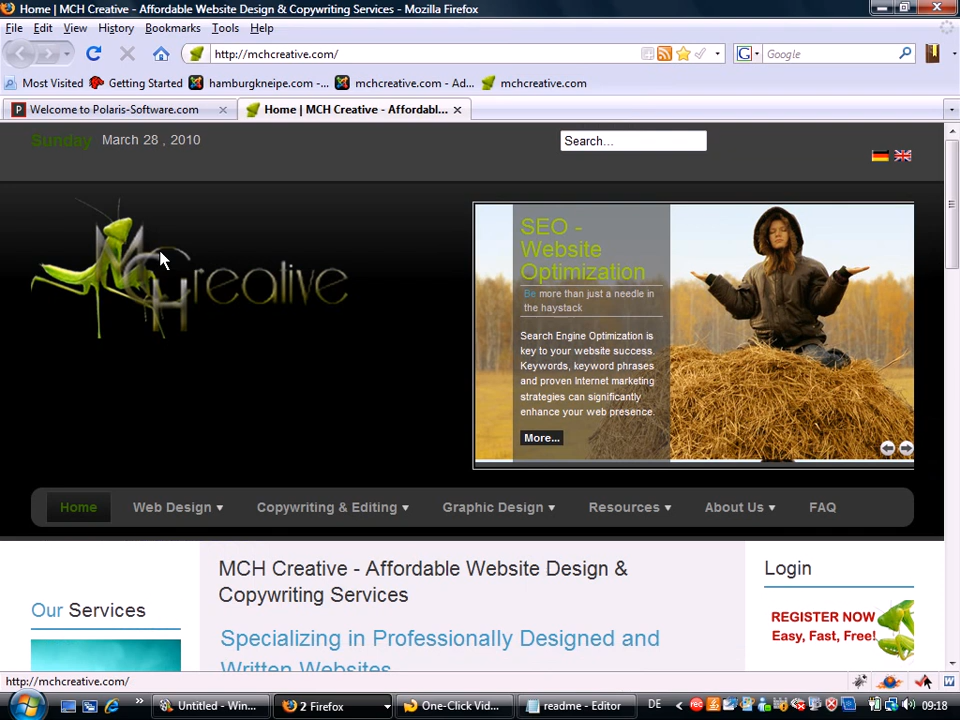 Home | MCH Creative - Affordable Website Design & Copywriting Services - Mozilla Firefox
File Edit View History Bookmarks Tools Help
http://mchcreative.com/
G Google
Most Visited Getting Started hamburgkneipe.com -... mchcreative.com - Ad... mchcreative.com
P Welcome to Polaris-Software.com
Home | MCH Creative - Affordabl...
Sunday March 28 , 2010
Search...
MCH Creative
SEO -
Website
Optimization
Be more than just a needle in
the haystack
Search Engine Optimization is
key to your website success.
Keywords, keyword phrases
and proven Internet marketing
strategies can significantly
enhance your web presence.
More...
Home Web Design Copywriting & Editing Graphic Design Resources About Us FAQ
MCH Creative - Affordable Website Design &
Copywriting Services
Specializing in Professionally Designed and
Written Websites
Our Services
Login
REGISTER NOW
Easy, Fast, Free!
http://mchcreative.com/
Untitled - Win... 2 Firefox One-Click Vid... readme - Editor DE 09:18